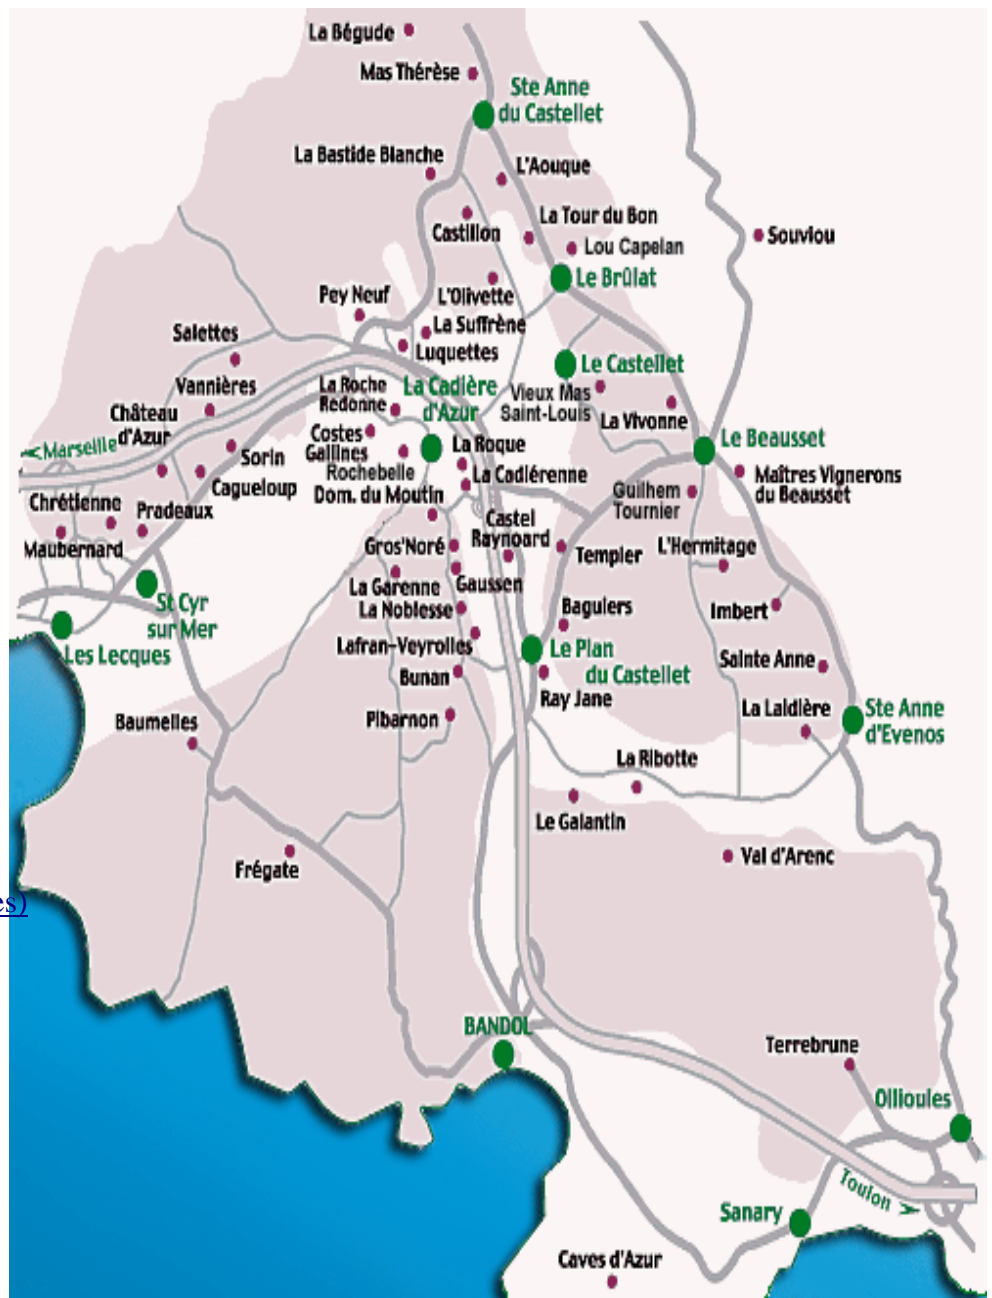 La Bégude
Mas Thérèse
Ste Anne
du Castellet
La Bastide Blanche
L'Aouque
La Tour du Bon
Castillon
Lou Capelan
Souviou
Le Brûlat
Pey Neuf
L'Olivette
La Suffrène
Salettes
Luquettes
Le Castellet
Vannières
La Roche
Redonne
La Cadière
d'Azur
Vieux Mas
Saint-Louis
Château
d'Azur
La Vivonne
Marseille
Costes
Gallines
La Roque
Le Beausset
Sorin
Rochebelle
La Cadiérenne
Maîtres Vignerons
du Beausset
Cagueloup
Dom. du Moutin
Guilhem
Tournier
Chrétienne
Pradeaux
Castel
Raynoard
Maubernard
Gros'Noré
Templer
L'Hermitage
La Garenne
Gaussen
St Cyr
sur Mer
La Noblesse
Baguiers
Imbert
Les Lecques
Lafran-Veyrolles
Le Plan
du Castellet
Sainte Anne
Bunan
Ray Jane
Baumelles
Pibarnon
La Laidière
Ste Anne
d'Evenos
La Ribotte
Le Galantin
Frégate
Val d'Arenc
es)
BANDOL
Terrebrune
Ollioules
Toulon
Sanary
Caves d'Azur